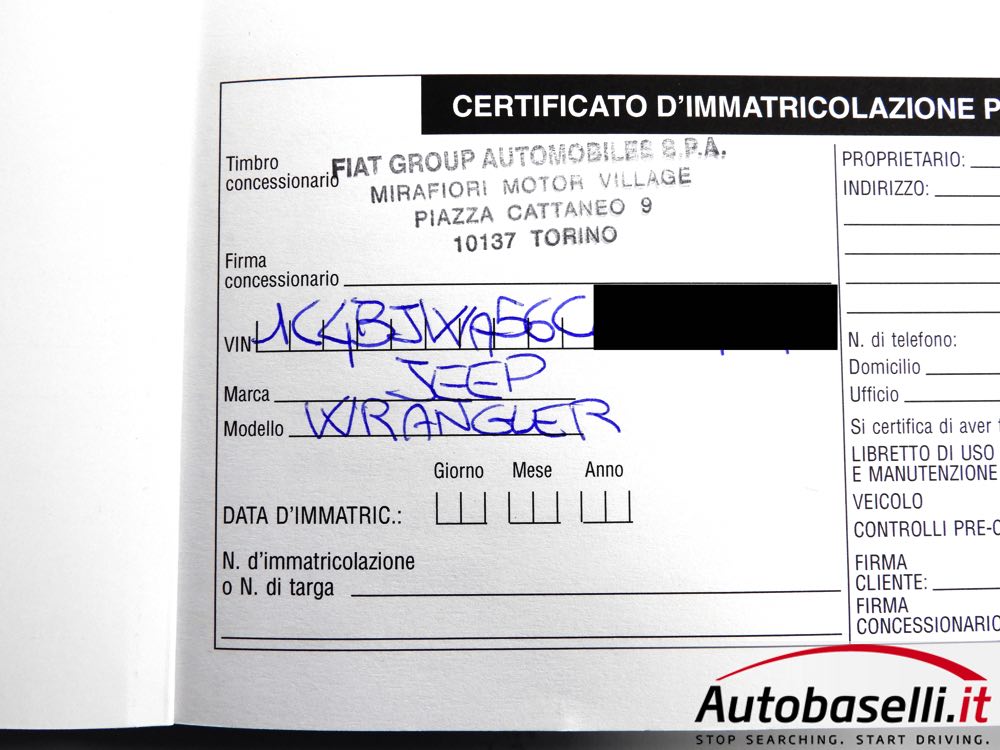 CERTIFICATO D'IMMATRICOLAZIONE P
Timbro
concessionario
FIAT GROUP AUTOMOBILES S.P.A.
MIRAFIORI MOTOR VILLAGE
PIAZZA CATTANEO 9
10137 TORINO
Firma
concessionario
VIN 1C4BJWA56C
Marca JEEP
Modello WRANGLER
Giorno Mese Anno
DATA D'IMMATRIC.:
N. d'immatricolazione
o N. di targa
PROPRIETARIO:
INDIRIZZO:
N. di telefono:
Domicilio
Ufficio
Si certifica di aver
LIBRETTO DI USO
E MANUTENZIONE
VEICOLO
CONTROLLI PRE-
FIRMA
CLIENTE:
FIRMA
CONCESSIONARIO
Autobaselli.it
STOP SEARCHING. START DRIVING.